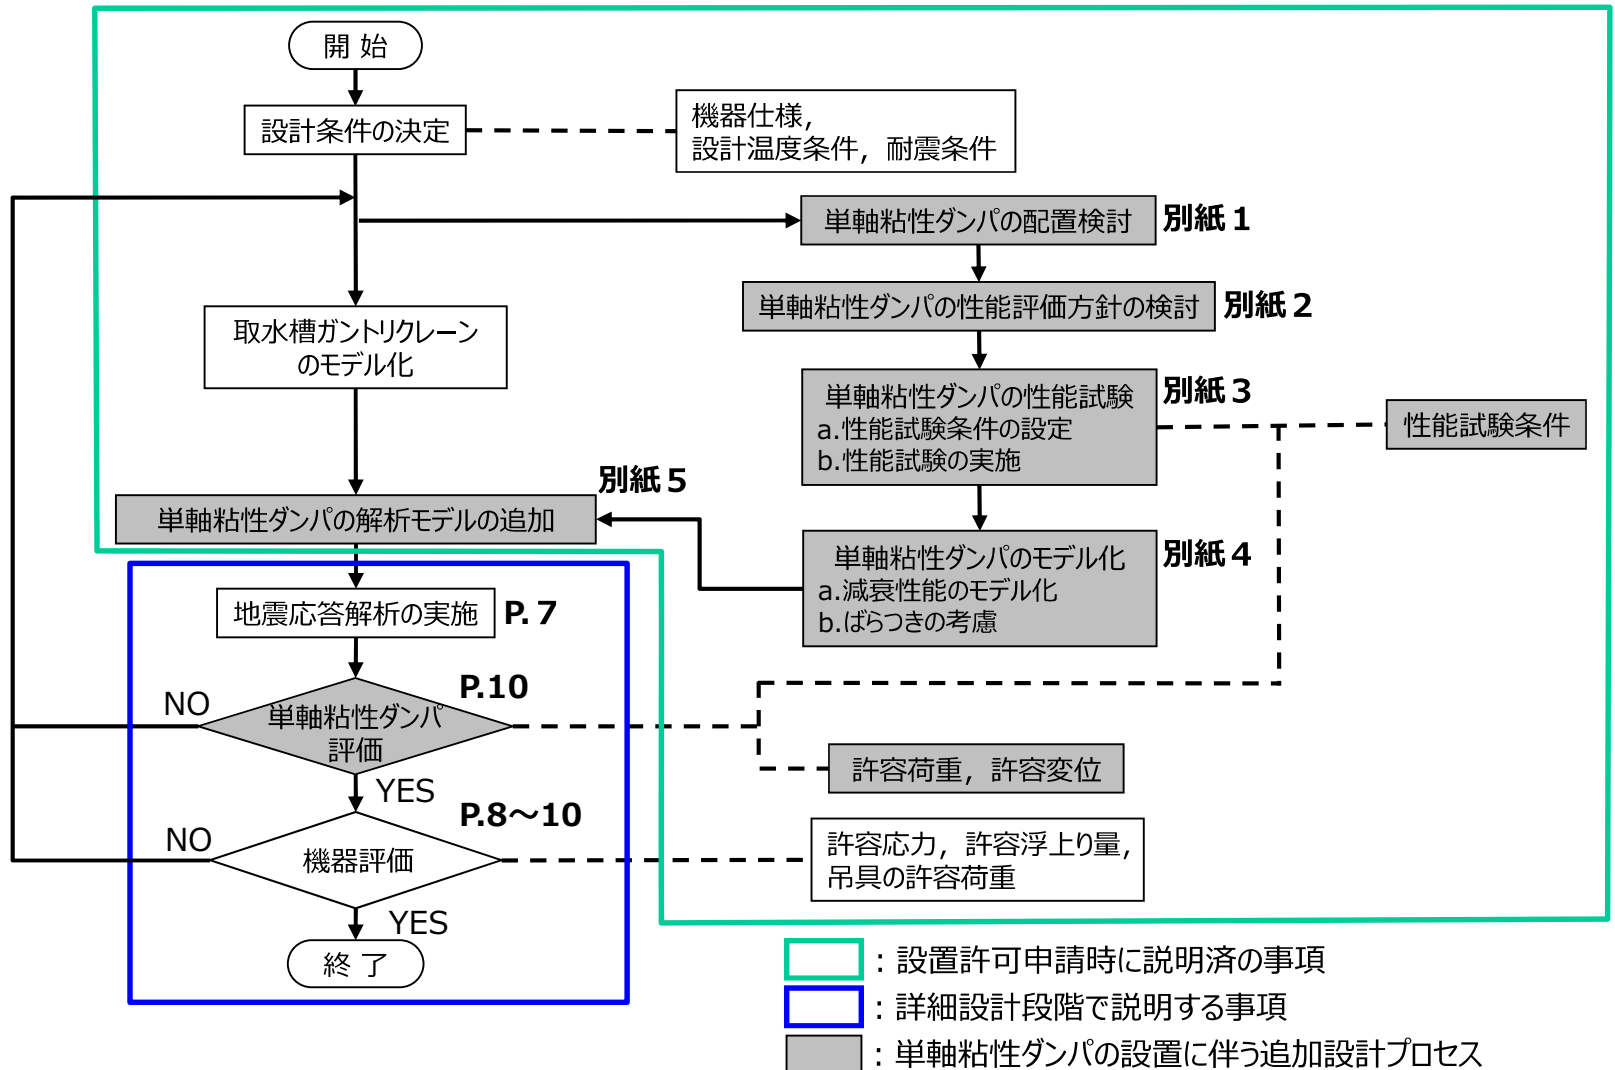 開 始
設計条件の決定
機器仕様,
設計温度条件, 耐震条件
単軸粘性ダンパの配置検討
別紙１
単軸粘性ダンパの性能評価方針の検討
別紙２
取水槽ガントリクレーン
のモデル化
単軸粘性ダンパの性能試験
a.性能試験条件の設定
b.性能試験の実施
別紙３
性能試験条件
別紙５
単軸粘性ダンパの解析モデルの追加
単軸粘性ダンパのモデル化
a.減衰性能のモデル化
b.ばらつきの考慮
別紙４
地震応答解析の実施
P. 7
NO
単軸粘性ダンパ
評価
P.10
YES
許容荷重, 許容変位
NO
機器評価
P.8～10
YES
許容応力, 許容浮上り量,
吊具の許容荷重
終 了
：設置許可申請時に説明済の事項
：詳細設計段階で説明する事項
：単軸粘性ダンパの設置に伴う追加設計プロセス